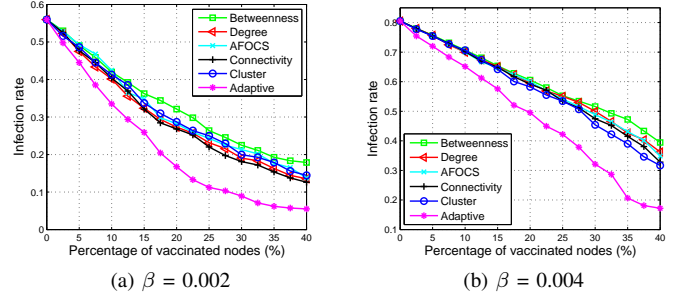 0.6
0.5
0.4
0.3
0.2
0.1
0
Infection rate
Betweenness
Degree
AFOCS
Connectivity
Cluster
Adaptive
0 5 10 15 20 25 30 35 40
Percentage of vaccinated nodes (%)
(a) β = 0.002
0.8
0.7
0.6
0.5
0.4
0.3
0.2
0.1
Infection rate
Betweenness
Degree
AFOCS
Connectivity
Cluster
Adaptive
0 5 10 15 20 25 30 35 40
Percentage of vaccinated nodes (%)
(b) β = 0.004